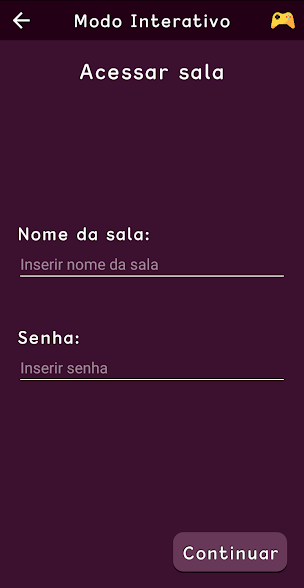 Modo Interativo
Acessar sala
Nome da sala:
Inserir nome da sala
Senha:
Inserir senha
Continuar